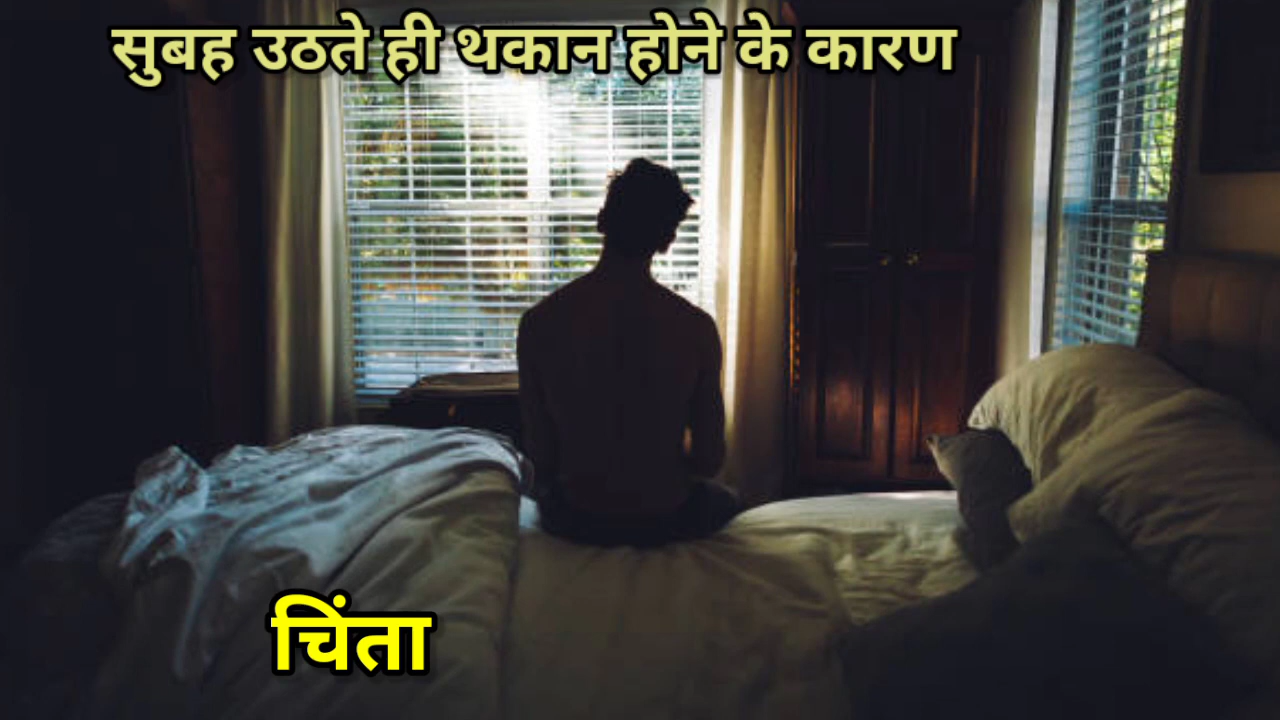 सुबह उठते ही थकान होने के कारण
चिंता